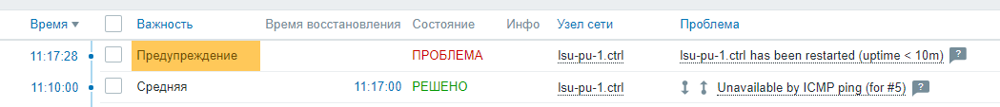 Время ▼ Важность Время восстановления Состояние Инфо Узел сети Проблема
11:17:28 Предупреждение ПРОБЛЕМА lsu-pu-1.ctrl lsu-pu-1.ctrl has been restarted (uptime < 10m) ?
11:10:00 Средняя 11:17:00 РЕШЕНО lsu-pu-1.ctrl Unavailable by ICMP ping (for #5) ?